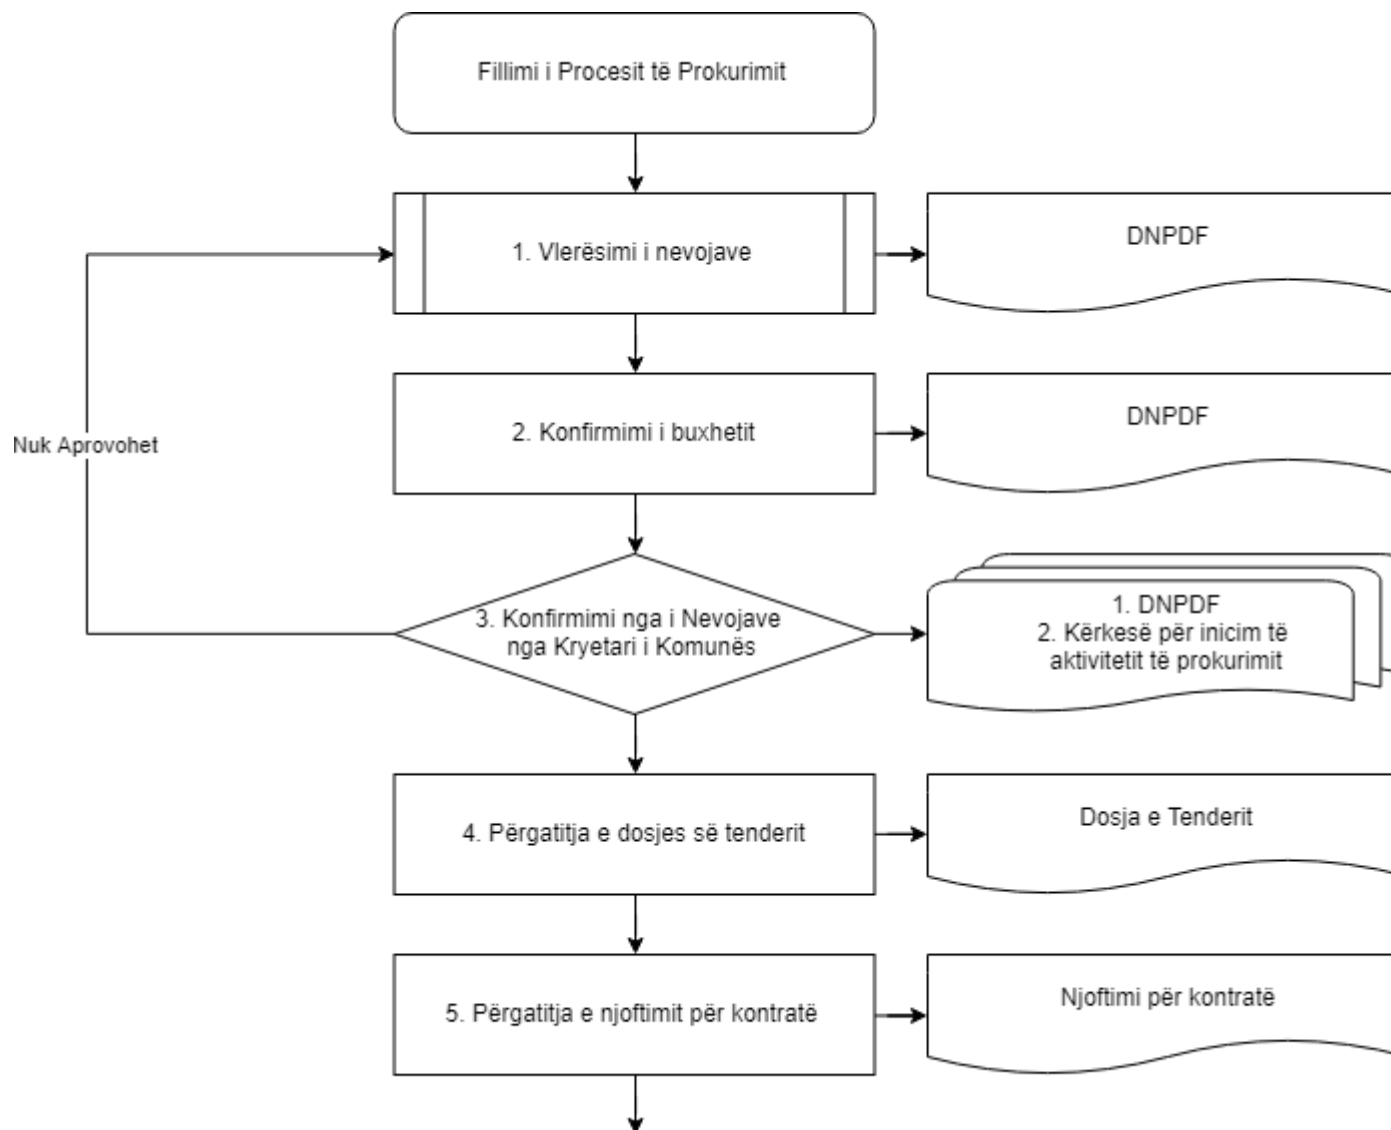 Fillimi i Procesit të Prokurimit
1. Vlerësimi i nevojave
DNPDF
2. Konfirmimi i buxhetit
DNPDF
Nuk Aprovohet
3. Konfirmimi nga i Nevojave
nga Kryetari i Komunës
1. DNPDF
2. Kërkesë për inicim të
aktivitetit të prokurimit
4. Përgatitja e dosjes së tenderit
Dosja e Tenderit
5. Përgatitja e njoftimit për kontratë
Njoftimi për kontratë